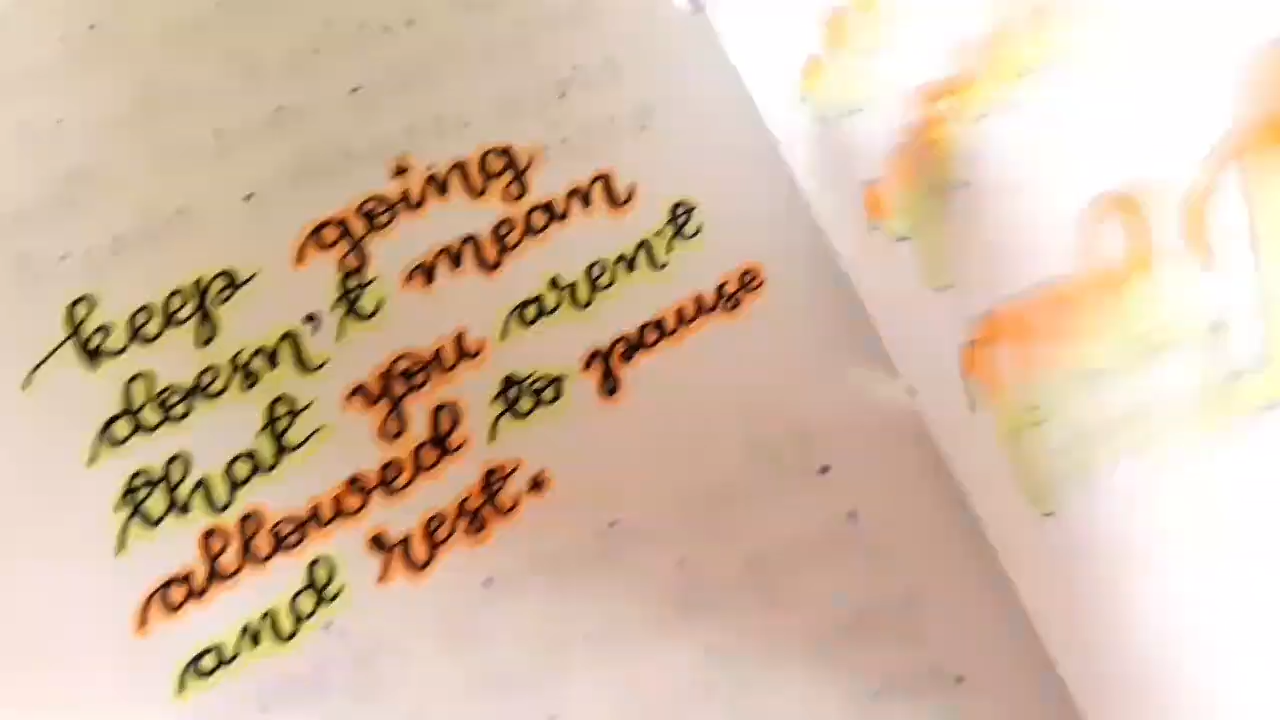 keep going
doesn't mean
that you aren't
allowed to pause
and rest.